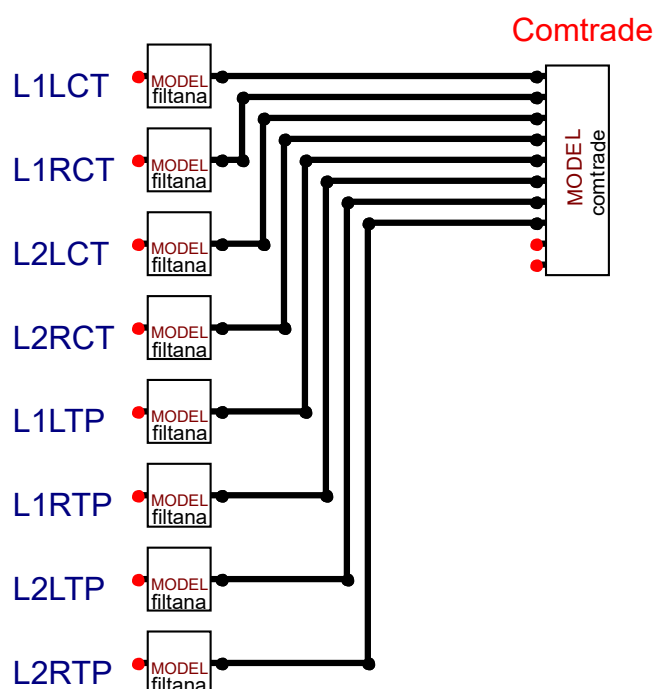 Comtrade
L1LCT
MODEL
filtana
MODEL
comtrade
L1RCT
MODEL
filtana
L2LCT
MODEL
filtana
L2RCT
MODEL
filtana
L1LTP
MODEL
filtana
L1RTP
MODEL
filtana
L2LTP
MODEL
filtana
L2RTP
MODEL
filtana